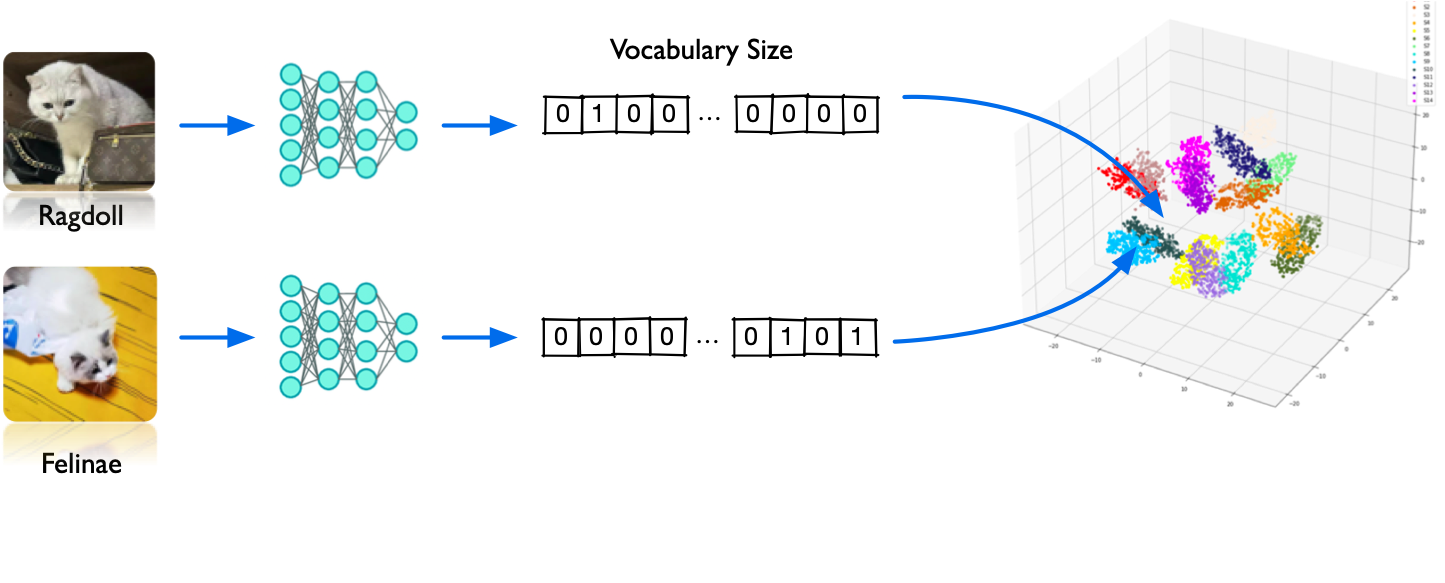 Vocabulary Size
0 1 0 0 ... 0 0 0 0
Ragdoll
0 0 0 0 ... 0 1 0 1
Felinae
S2
S3
S4
S5
S6
S7
S8
S9
S10
S11
S12
S13
S14
20
10
0
-10
-20
-20
-10
0
10
20
-20
-10
0
10
20